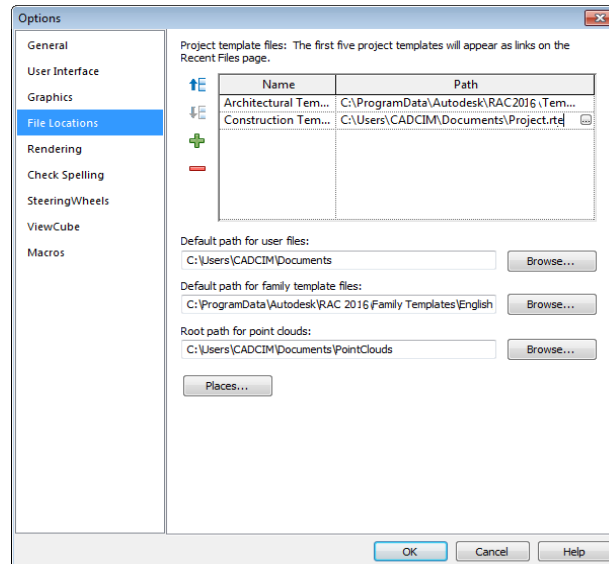 Options
General
User Interface
Graphics
File Locations
Rendering
Check Spelling
SteeringWheels
ViewCube
Macros
Project template files: The first five project templates will appear as links on the
Recent Files page.
Name Path
Architectural Tem... C:\ProgramData\Autodesk\RAC2016\Tem...
Construction Tem... C:\Users\CADCIM\Documents\Project.rte ...
Default path for user files:
C:\Users\CADCIM\Documents Browse...
Default path for family template files:
C:\ProgramData\Autodesk\RAC 2016\Family Templates\English Browse...
Root path for point clouds:
C:\Users\CADCIM\Documents\PointClouds Browse...
Places...
OK Cancel Help